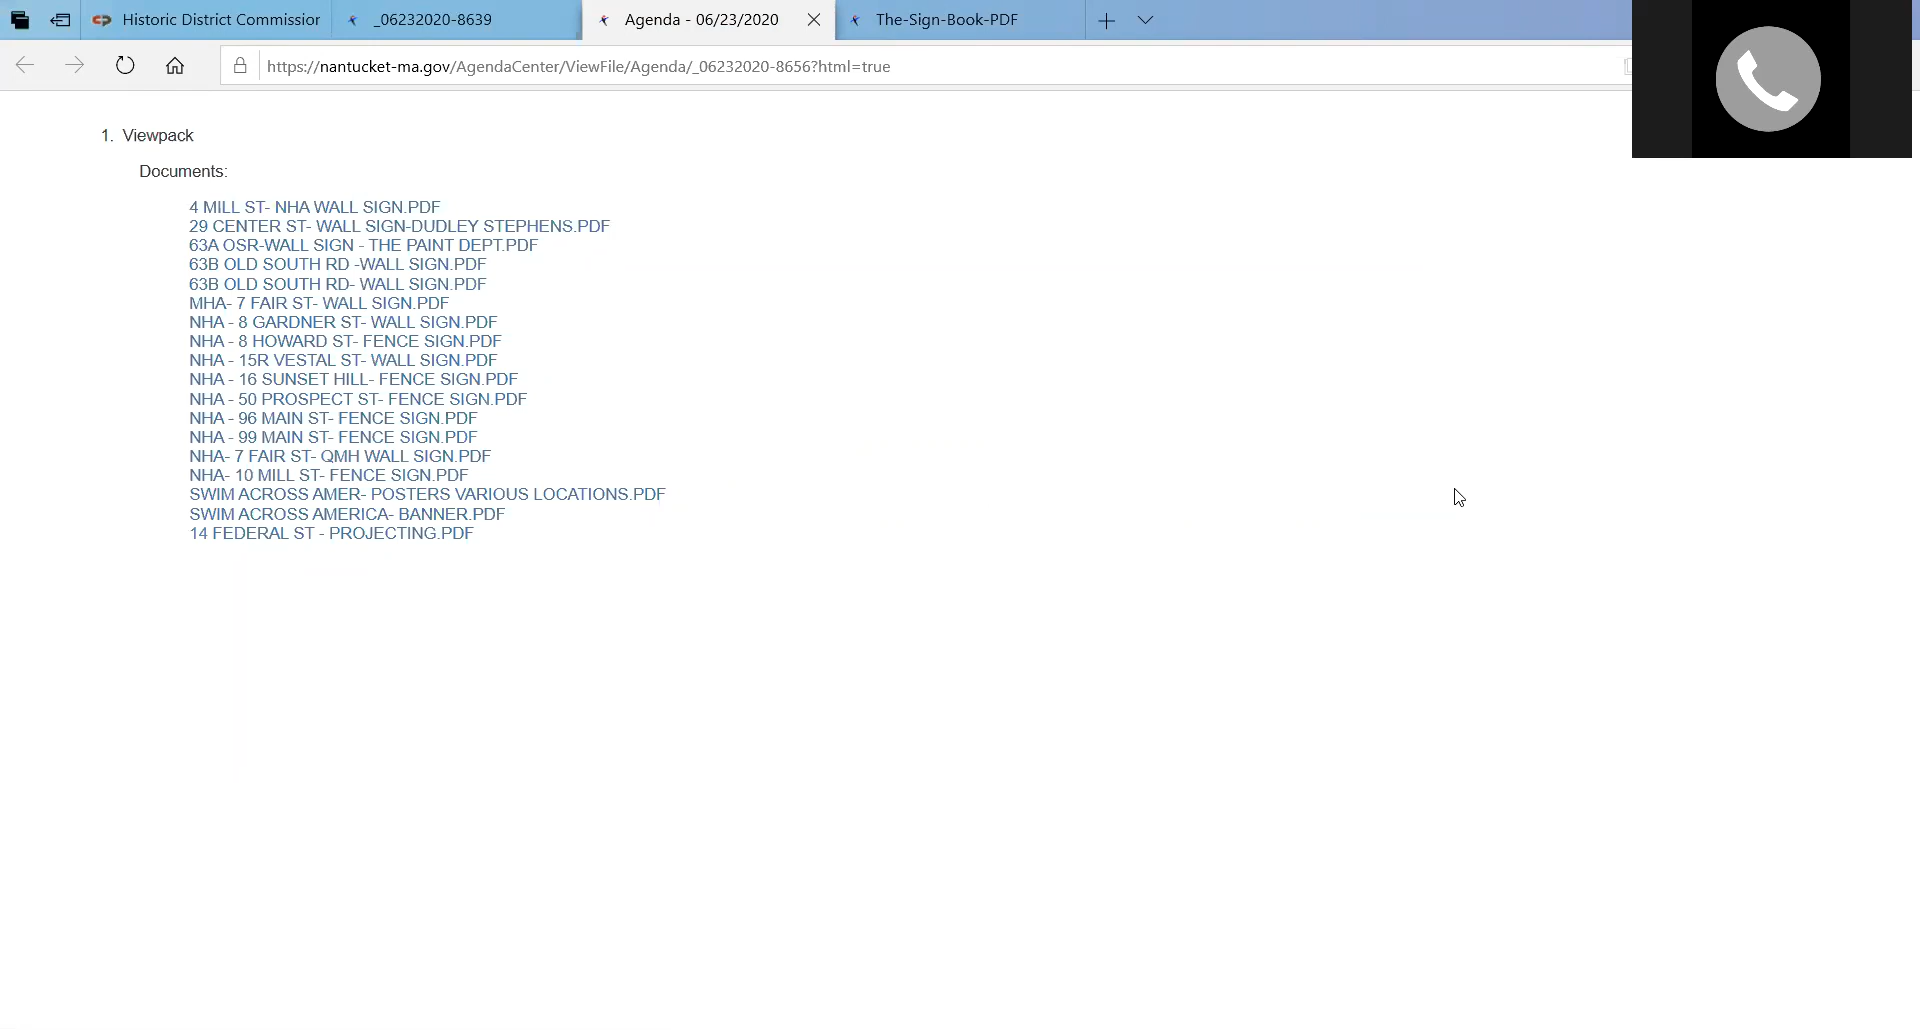 Historic District Commission
_06232020-8639
Agenda - 06/23/2020
The-Sign-Book-PDF
https://nantucket-ma.gov/AgendaCenter/ViewFile/Agenda/_06232020-8656?html=true
1. Viewpack
Documents:
4 MILL ST- NHA WALL SIGN.PDF
29 CENTER ST- WALL SIGN-DUDLEY STEPHENS.PDF
63A OSR-WALL SIGN - THE PAINT DEPT.PDF
63B OLD SOUTH RD -WALL SIGN.PDF
63B OLD SOUTH RD- WALL SIGN.PDF
MHA- 7 FAIR ST- WALL SIGN.PDF
NHA - 8 GARDNER ST- WALL SIGN.PDF
NHA - 8 HOWARD ST- FENCE SIGN.PDF
NHA - 15R VESTAL ST- WALL SIGN.PDF
NHA - 16 SUNSET HILL- FENCE SIGN.PDF
NHA - 50 PROSPECT ST- FENCE SIGN.PDF
NHA - 96 MAIN ST- FENCE SIGN.PDF
NHA - 99 MAIN ST- FENCE SIGN.PDF
NHA- 7 FAIR ST- QMH WALL SIGN.PDF
NHA- 10 MILL ST- FENCE SIGN.PDF
SWIM ACROSS AMER- POSTERS VARIOUS LOCATIONS.PDF
SWIM ACROSS AMERICA- BANNER.PDF
14 FEDERAL ST - PROJECTING.PDF